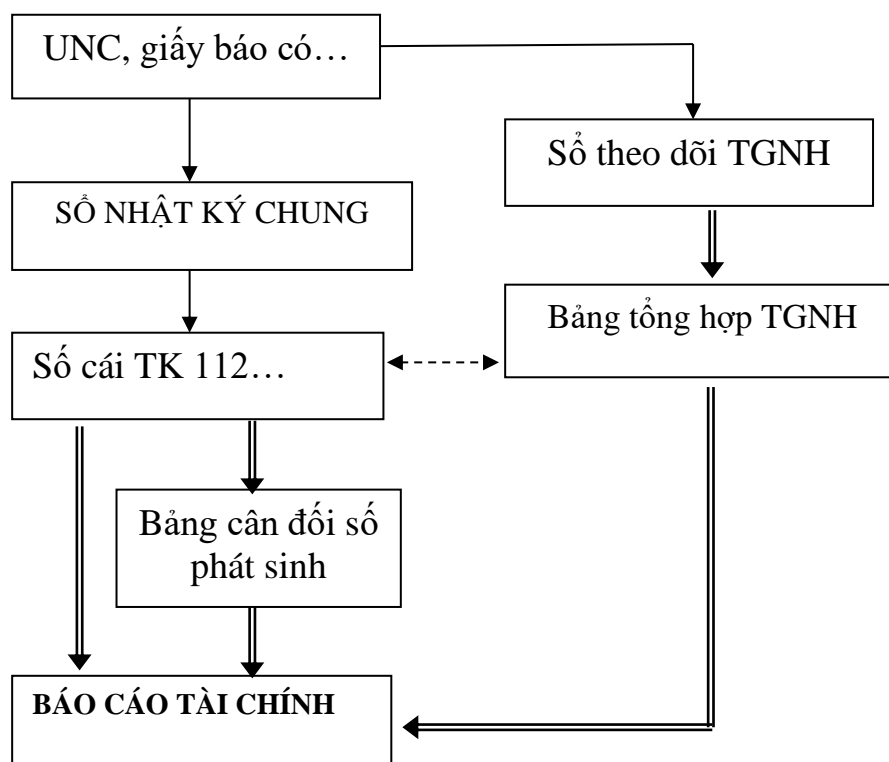 UNC, giấy báo có…
Sổ theo dõi TGNH
SỔ NHẬT KÝ CHUNG
Bảng tổng hợp TGNH
Số cái TK 112…
Bảng cân đối số
phát sinh
BÁO CÁO TÀI CHÍNH